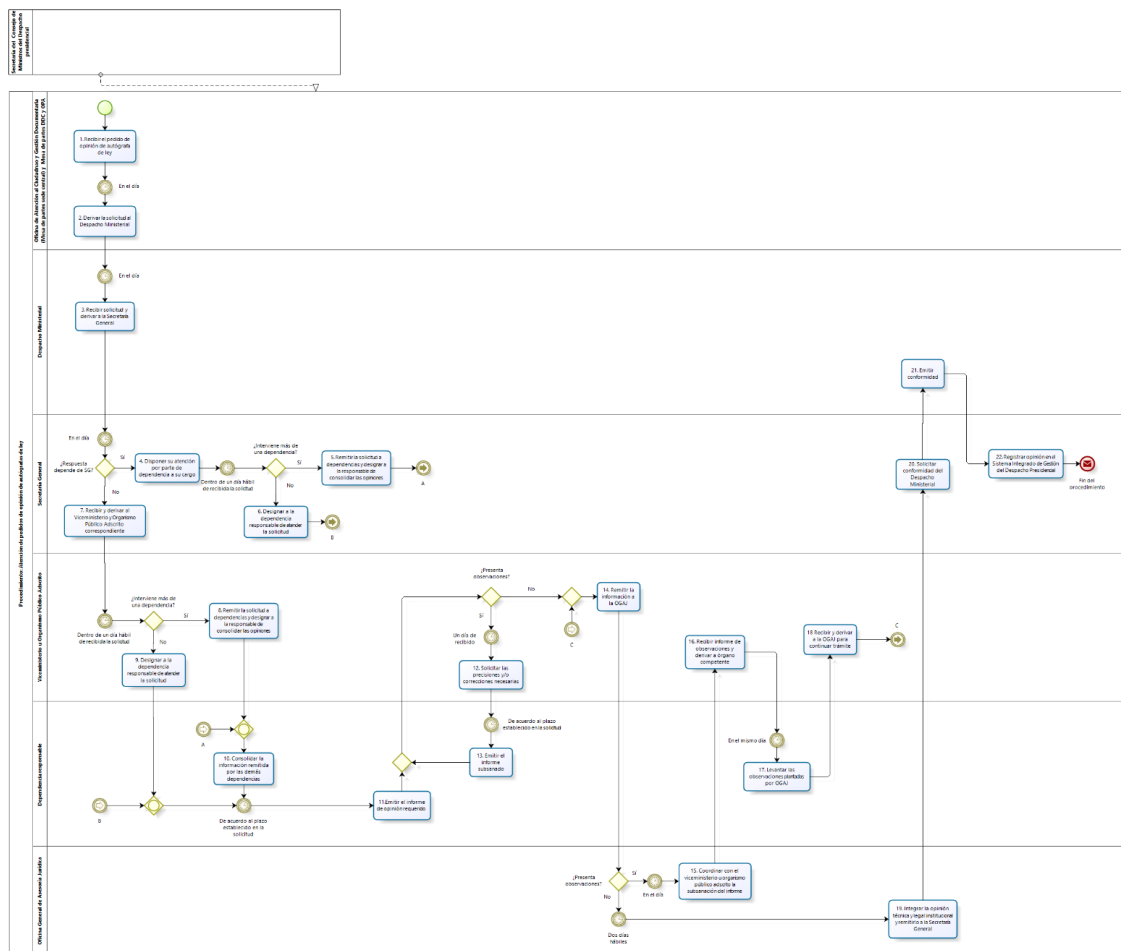 Secretaría del Consejo de
Ministros del Despacho
presidencial
Procedimiento: Atención de pedidos de opinión de autógrafas de ley
Oficina de Atención al Ciudadano y Gestión Documentaria
(Mesa de partes sede central) y Mesa de partes DDC y OPA
1. Recibir el pedido de
opinión de autógrafa
de ley
En el día
2. Derivar la solicitud al
Despacho Ministerial
Despacho Ministerial
En el día
3. Recibir solicitud y
derivar a la Secretaría
General
21. Emitir
conformidad
Secretaría General
En el día
¿Respuesta
depende de SG?
Sí
No
4. Disponer su atención
por parte de
dependencia a su cargo
Dentro de un día hábil
de recibida la solicitud
¿Interviene más de
una dependencia?
Sí
No
5. Remitir la solicitud a
dependencias y designar a
la responsable de
consolidar las opiniones
A
6. Designar a la
dependencia
responsable de atender
la solicitud
B
7. Recibir y derivar al
Viceministerio y Organismo
Público Adscrito
correspondiente
20. Solicitar
conformidad del
Despacho
Ministerial
22. Registrar opinión en el
Sistema Integrado de Gestión
del Despacho Presidencial
Fin del
procedimiento
Viceministerio u Organismo Público Adscrito
Dentro de un día hábil
de recibida la solicitud
¿Interviene más de
una dependencia?
Sí
No
8. Remitir la solicitud a
dependencias y designar a
la responsable de
consolidar las opiniones
9. Designar a la
dependencia
responsable de atender
la solicitud
¿Presenta
observaciones?
No
Sí
Un día de
recibido
12. Solicitar las
precisiones y/o
correcciones necesarias
C
14. Remitir la
información a
la OGAJ
16. Recibir informe de
observaciones y
derivar a órgano
competente
18 Recibir y derivar
a la OGAJ para
continuar trámite
C
Dependencia responsable
A
10. Consolidar la
información remitida
por las demás
dependencias
B
De acuerdo al plazo
establecido en la
solicitud
11. Emitir el informe
de opinión requerido
De acuerdo al plazo
establecido en la solicitud
13. Emitir el
informe
subsanado
En el mismo día
17. Levantar las
observaciones plantadas
por OGAJ
Oficina General de Asesoría Jurídica
¿Presenta
observaciones?
Sí
No
En el día
15. Coordinar con el
viceministerio u organismo
público adscrito la
subsanación del informe
Dos días
hábiles
19. Integrar la opinión
técnica y legal institucional
y remitirlo a la Secretaría
General